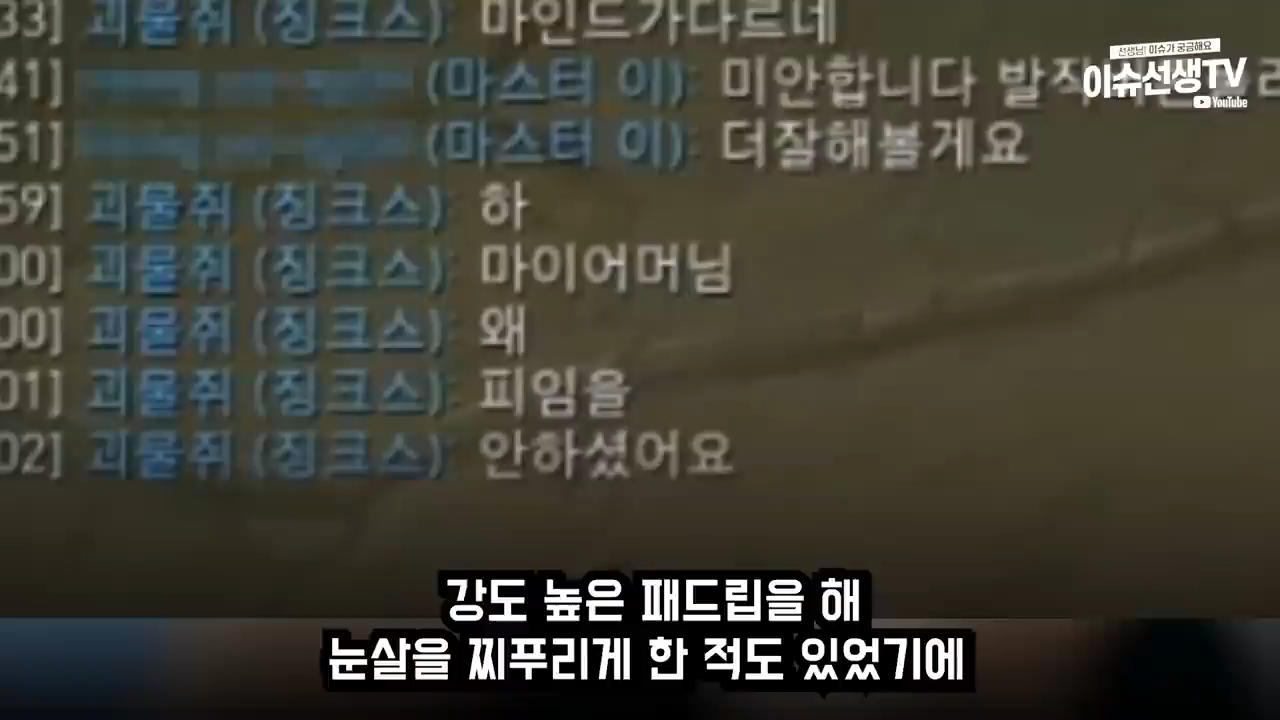 33] 괴물쥐 (징크스): 마인드가다르네
선생님! 이슈가 궁금해요
이슈선생TV
YouTube
41] (마스터 이): 미안합니다
51] (마스터 이): 더잘해볼게요
59] 괴물쥐 (징크스): 하
00] 괴물쥐 (징크스): 마이어머님
00] 괴물쥐 (징크스): 왜
01] 괴물쥐 (징크스): 피임을
02] 괴물쥐 (징크스): 안하셨어요
강도 높은 패드립을 해
눈살을 찌푸리게 한 적도 있었기에